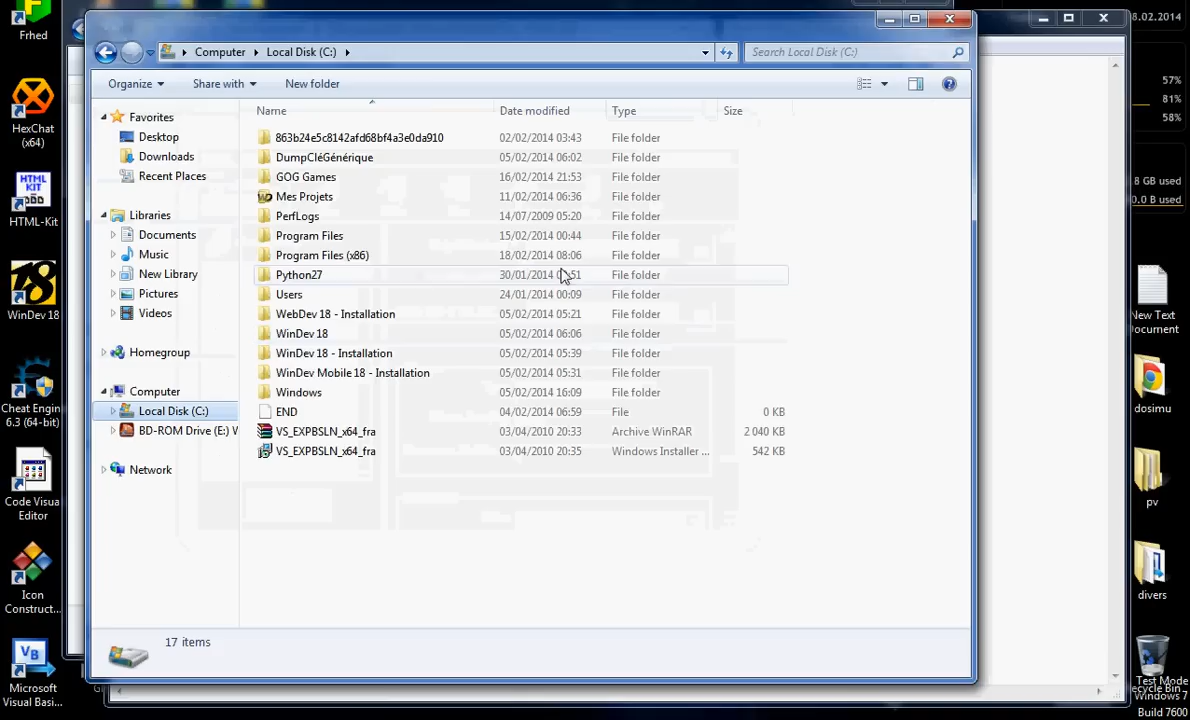 Frhed
HexChat
(x64)
HTML-Kit
WinDev 18
Cheat Engine
6.3 (64-bit)
Code Visual
Editor
Icon
Construct...
Microsoft
Visual Basi...
Computer
Local Disk (C:)
Search Local Disk (C:)
Organize
Share with
New folder
Favorites
Desktop
Downloads
Recent Places
Libraries
Documents
Music
New Library
Pictures
Videos
Homegroup
Computer
Local Disk (C:)
BD-ROM Drive (E:) W
Network
Name Date modified Type Size
863b24e5c8142afd68bf4a3e0da910 02/02/2014 03:43 File folder
DumpCléGénérique 05/02/2014 06:02 File folder
GOG Games 16/02/2014 21:53 File folder
Mes Projets 11/02/2014 06:36 File folder
PerfLogs 14/07/2009 05:20 File folder
Program Files 15/02/2014 00:44 File folder
Program Files (x86) 18/02/2014 08:06 File folder
Python27 30/01/2014 File folder
Users 24/01/2014 00:09 File folder
WebDev 18 - Installation 05/02/2014 05:21 File folder
WinDev 18 05/02/2014 06:06 File folder
WinDev 18 - Installation 05/02/2014 05:39 File folder
WinDev Mobile 18 - Installation 05/02/2014 05:31 File folder
Windows 05/02/2014 16:09 File folder
END 04/02/2014 06:59 File 0 KB
VS_EXPBSLN_x64_fra 03/04/2010 20:33 Archive WinRAR 2 040 KB
VS_EXPBSLN_x64_fra 03/04/2010 20:35 Windows Installer ... 542 KB
17 items
8.02.2014
57%
81%
58%
8 GB used
0.0 B used
New Text
Document
dosimu
pv
divers
Test Mode
Recycle Bin
Windows 7
Build 7600